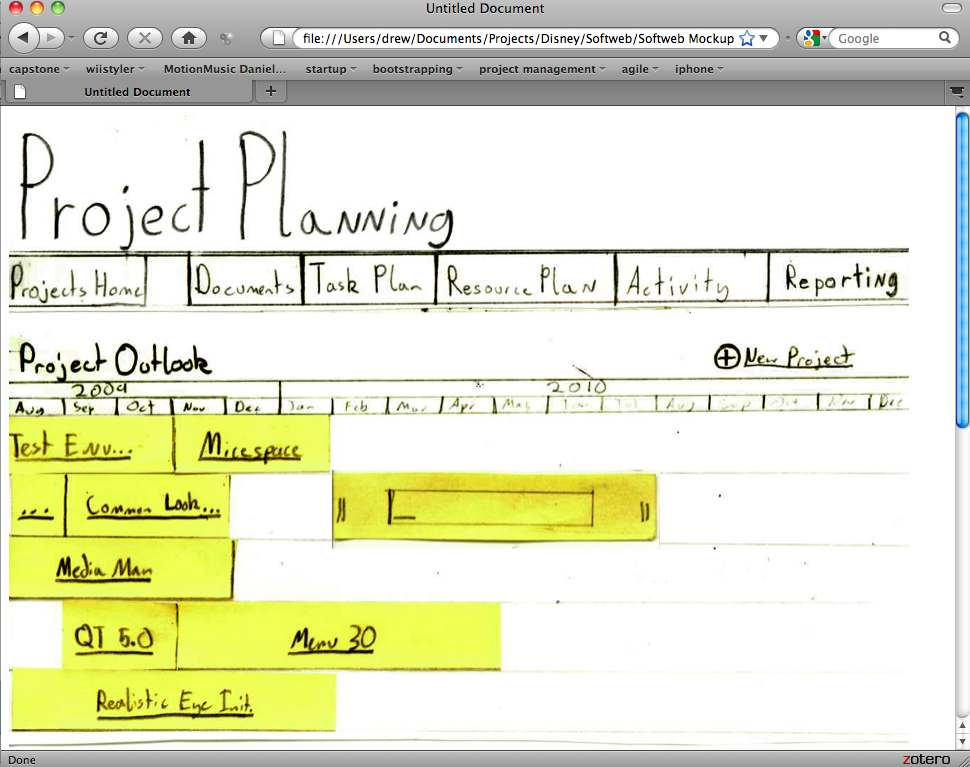 Untitled Document
file:///Users/drew/Documents/Projects/Disney/Softweb/Softweb Mockup
Google
capstone wiistyler MotionMusic Daniel... startup bootstrapping project management agile iphone
Untitled Document
Project Planning
Projects Home Documents Task Plan Resource Plan Activity Reporting
Project Outlook New Project
2009 2010
Aug Sep Oct Nov Dec Jan Feb Mar Apr May Jun Jul Aug Sep Oct Nov Dec
Test Env... Micespace
... Common Look...
Media Man
QT 5.0 Menu 30
Realistic Eye Init.
Done zotero